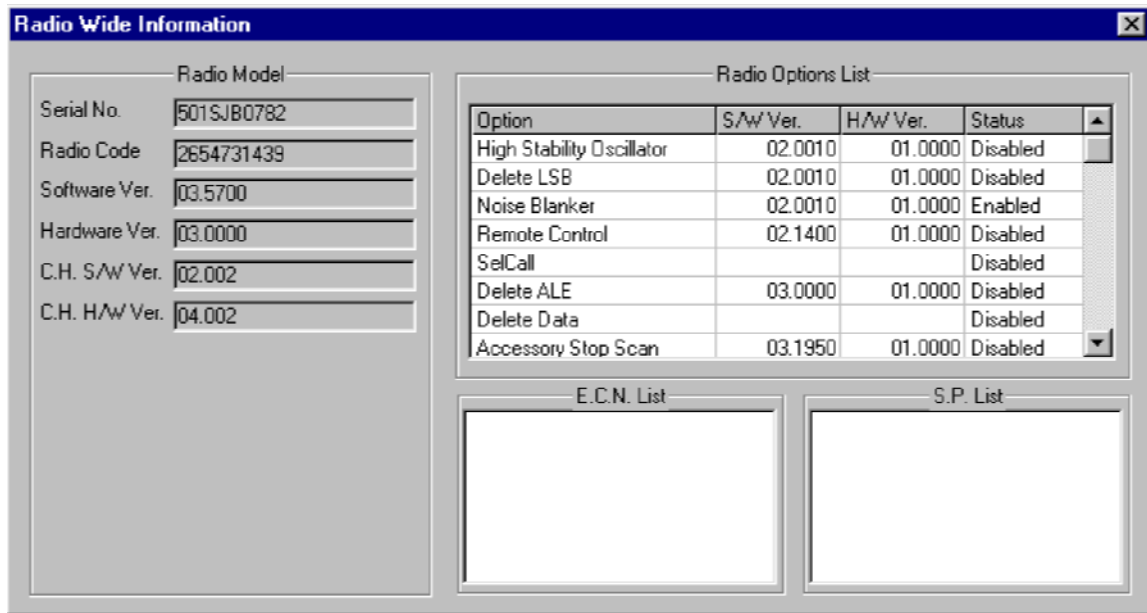 Radio Wide Information
Radio Model
Serial No. 501SJB0782
Radio Code 2654731439
Software Ver. 03.5700
Hardware Ver. 03.0000
C.H. S/W Ver. 02.002
C.H. H/W Ver. 04.002
Radio Options List
Option S/W Ver. H/W Ver. Status
High Stability Oscillator 02.0010 01.0000 Disabled
Delete LSB 02.0010 01.0000 Disabled
Noise Blanker 02.0010 01.0000 Enabled
Remote Control 02.1400 01.0000 Disabled
SelCall Disabled
Delete ALE 03.0000 01.0000 Disabled
Delete Data Disabled
Accessory Stop Scan 03.1950 01.0000 Disabled
E.C.N. List
S.P. List